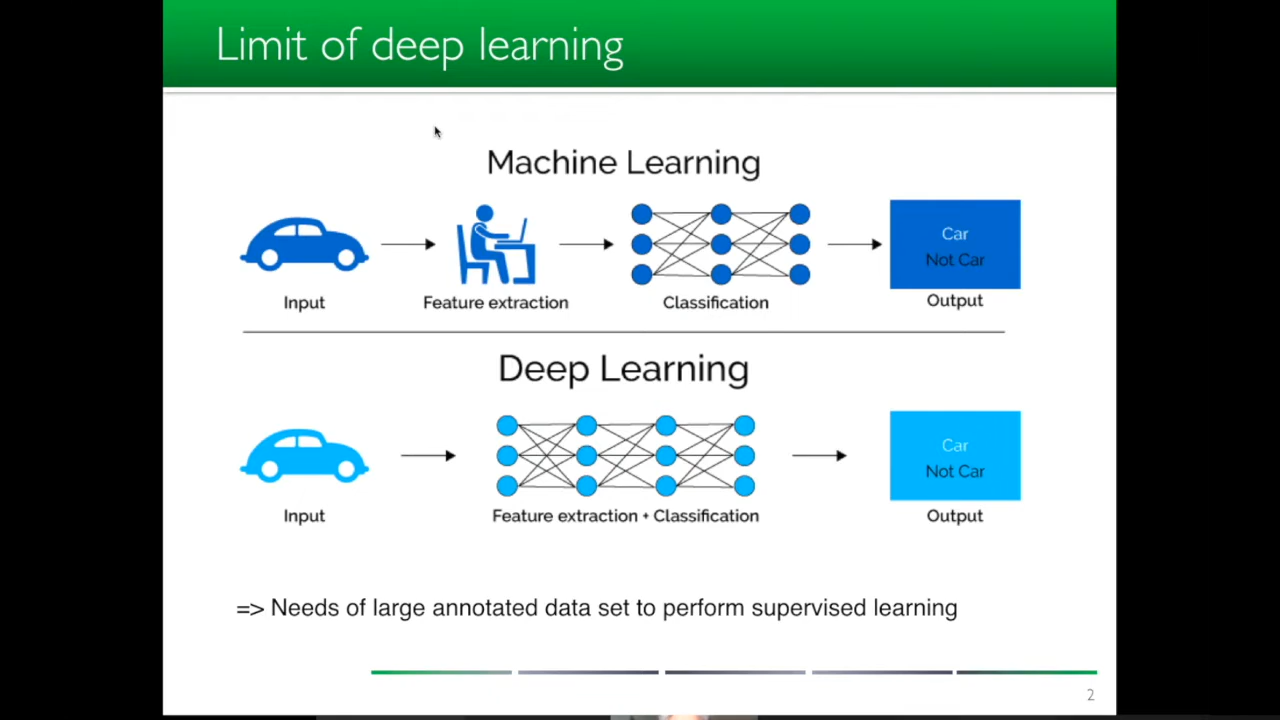 Limit of deep learning
Machine Learning
Car
Not Car
Input
Feature extraction
Classification
Output
Deep Learning
Car
Not Car
Input
Feature extraction + Classification
Output
=> Needs of large annotated data set to perform supervised learning
2